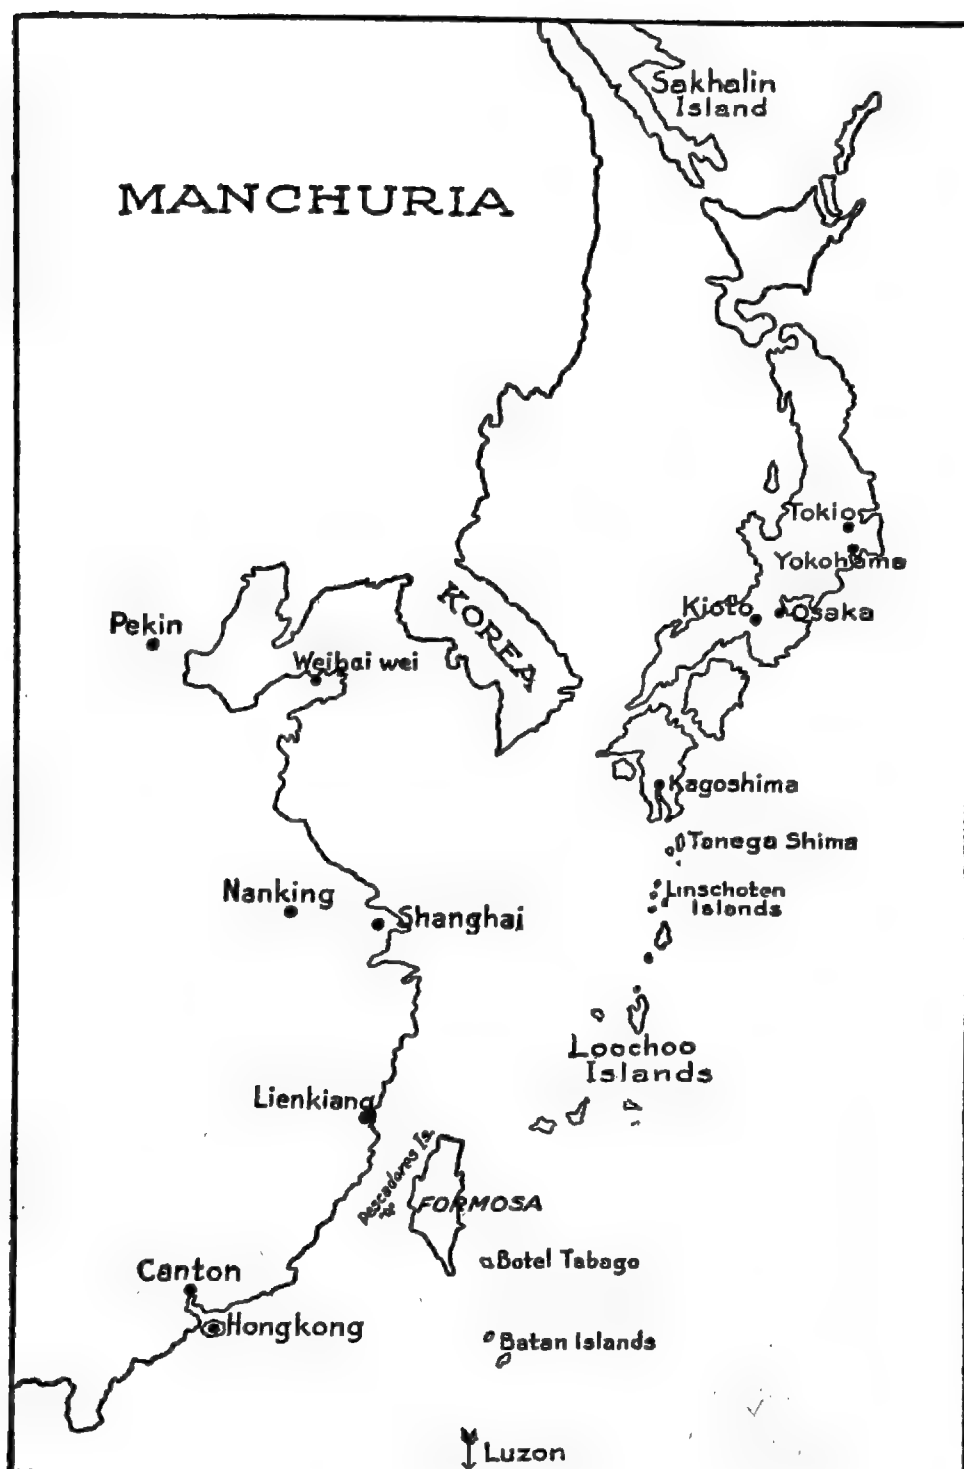 Sakhalin
Island
MANCHURIA
Tokio
Yokohama
KOREA
Kioto
Osaka
Pekin
Weihai wei
Kagoshima
Tanega Shima
Nanking
Linschoten
Islands
Shanghai
Loochoo
Islands
Lienkiang
Pescadores Is.
FORMOSA
Botel Tabago
Canton
Hongkong
Batan Islands
Luzon